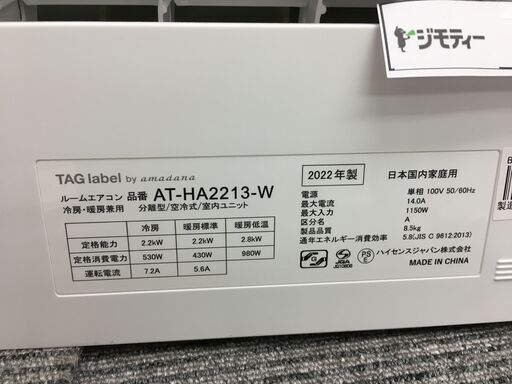 ジモティー
TAG label by amadana
ルームエアコン 品番 AT-HA2213-W
冷房・暖房兼用 分離型/空冷式/室内ユニット
冷房 暖房標準 暖房低温
定格能力 2.2kW 2.2kW 2.8kW
定格消費電力 530W 430W 980W
運転電流 7.2A 5.6A
2022年製 日本国内家庭用
電源 単相 100V 50/60Hz
最大電流 14.0A
最大入力 1150W
区分名 A
製品品質 8.5kg
通年エネルギー消費効率 5.8(JIS C 9612:2013)
JQA
JQ10808
PS
E
ハイセンスジャパン株式会社
MADE IN CHINA
製造